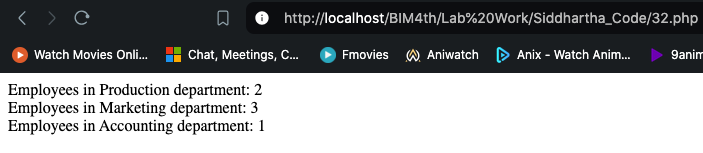 http://localhost/BIM4th/Lab%20Work/Siddhartha_Code/32.php
Watch Movies Onli... Chat, Meetings, C... Fmovies Aniwatch Anix - Watch Anim... 9anim
Employees in Production department: 2
Employees in Marketing department: 3
Employees in Accounting department: 1